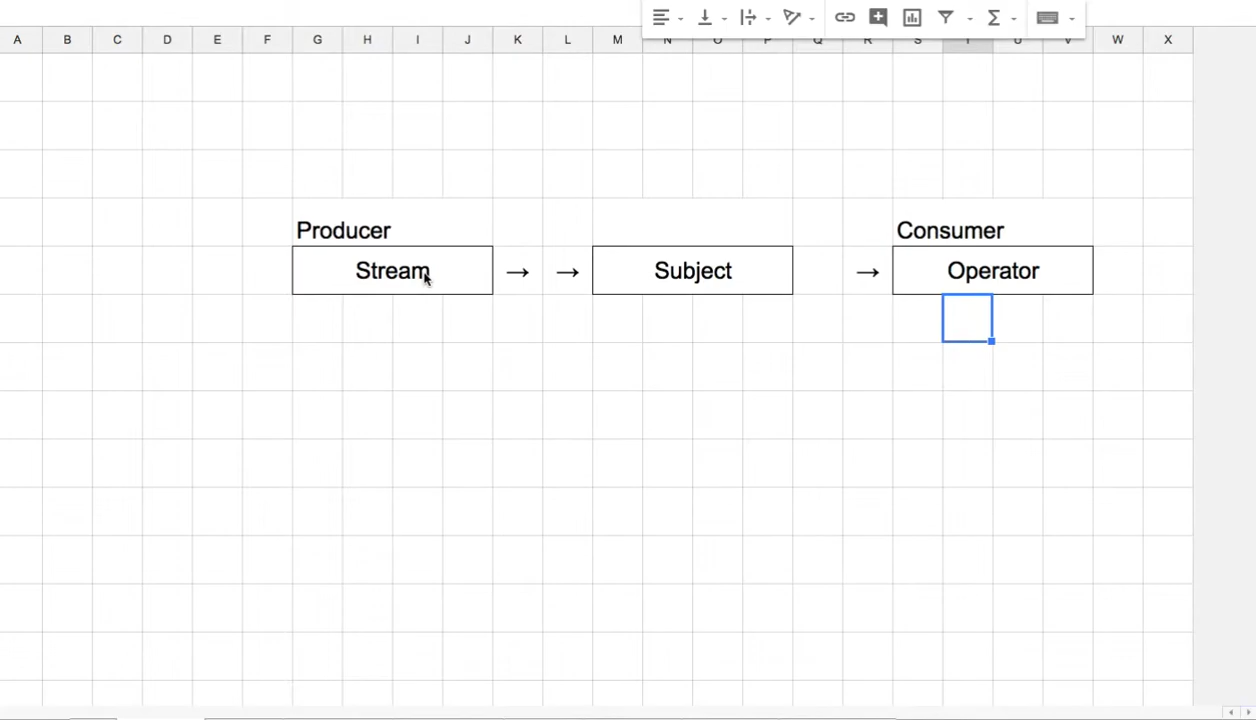 A B C D E F G H I J K L M N O P Q R S T U V W X
Producer Consumer
Stream → → Subject → Operator